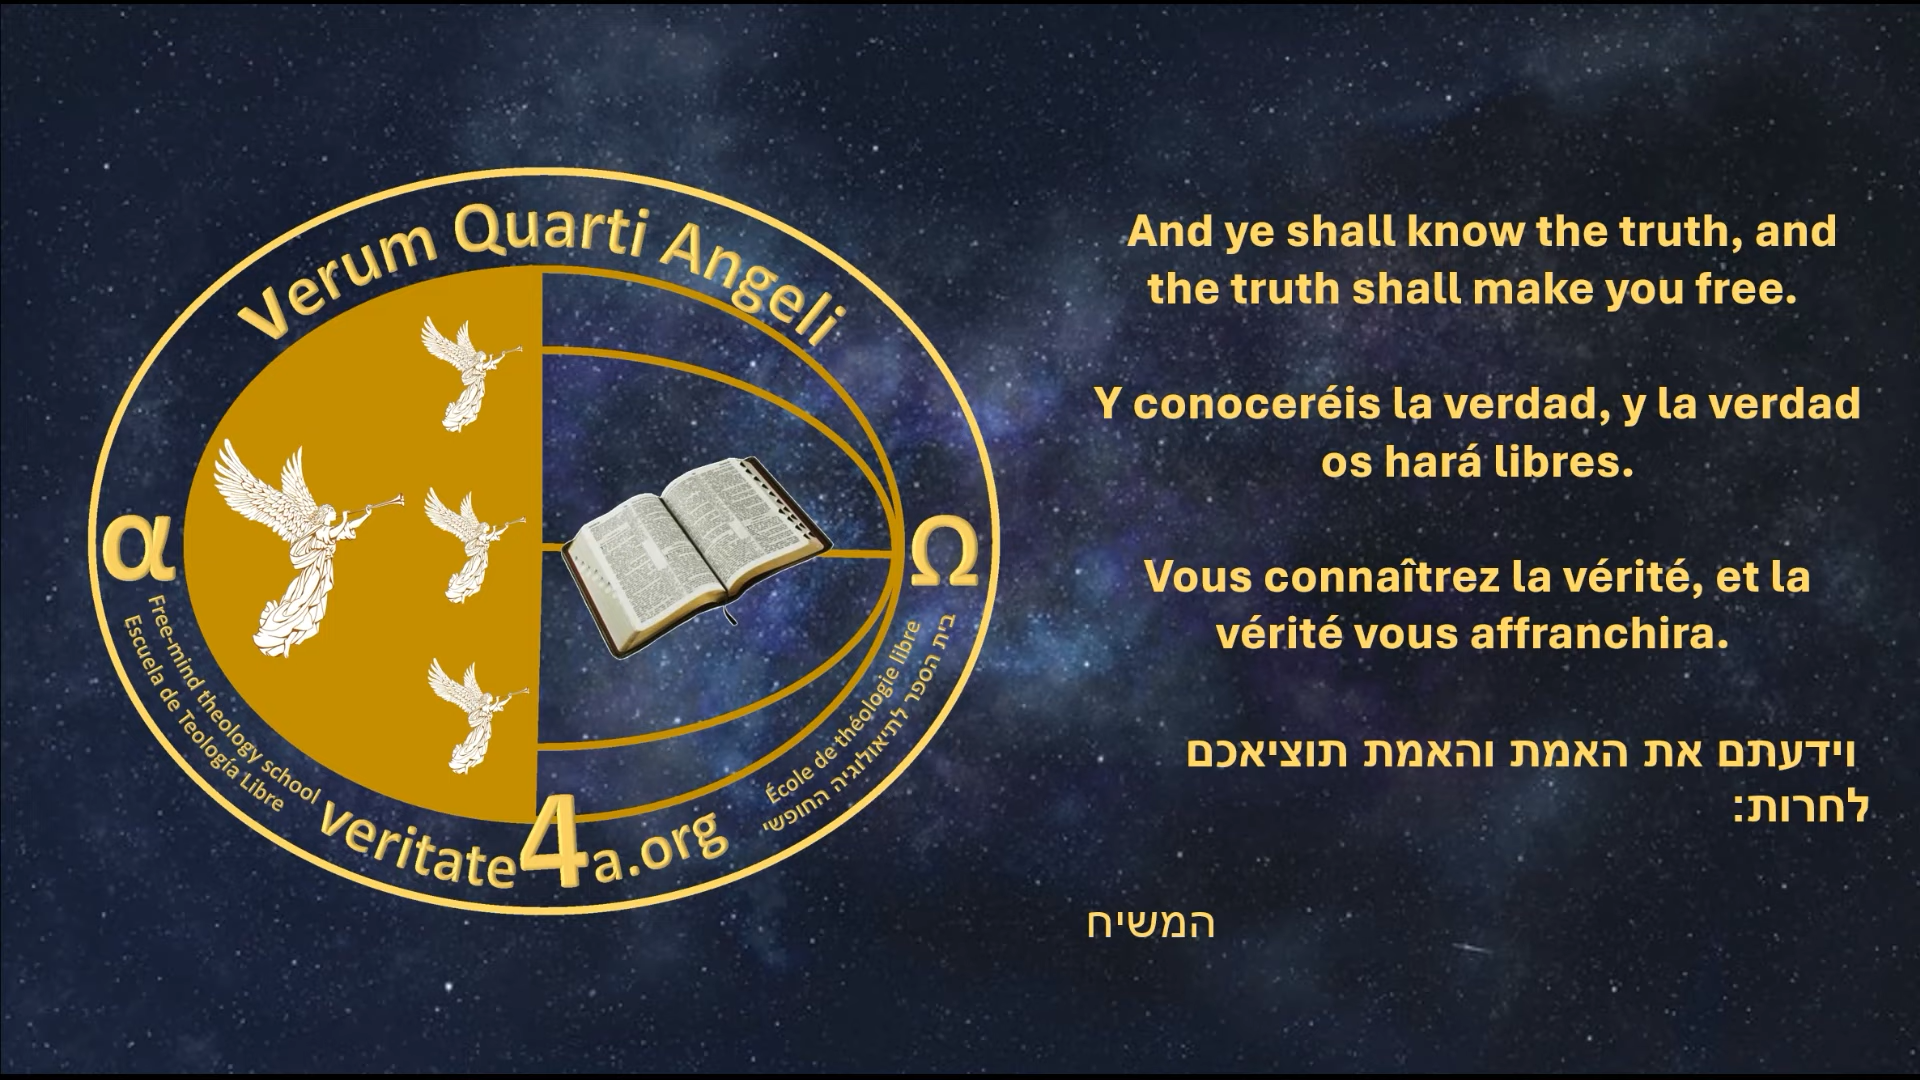 Verum Quarti Angeli
α
Ω
Free-mind theology school
Escuela de Teología Libre
École de théologie libre
בית הספר לתיאולוגיה החופשי
veritate4a.org
And ye shall know the truth, and
the truth shall make you free.
Y conoceréis la verdad, y la verdad
os hará libres.
Vous connaîtrez la vérité, et la
vérité vous affranchira.
וידעתם את האמת והאמת תוציאכם
לחרות:
המשיח